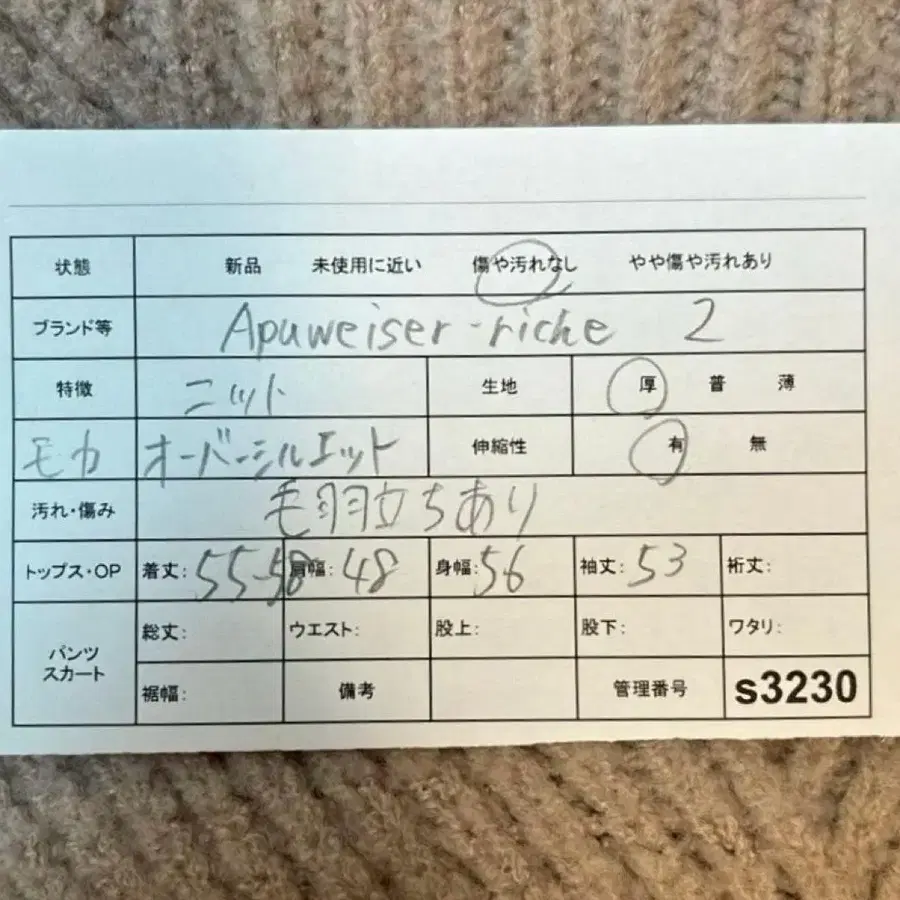 状態 新品 未使用に近い 傷や汚れなし やや傷や汚れあり
ブランド等 Apuweiser-riche 2
特徴 ニット 生地 厚 普 薄
モカ オーバーシルエット 伸縮性 有 無
汚れ・傷み 毛羽立ちあり
トップス・OP 着丈: 55-58 肩幅: 48 身幅: 56 袖丈: 53 裄丈:
パンツ スカート 総丈: ウエスト: 股上: 股下: ワタリ:
裾幅: 備考 管理番号 s3230